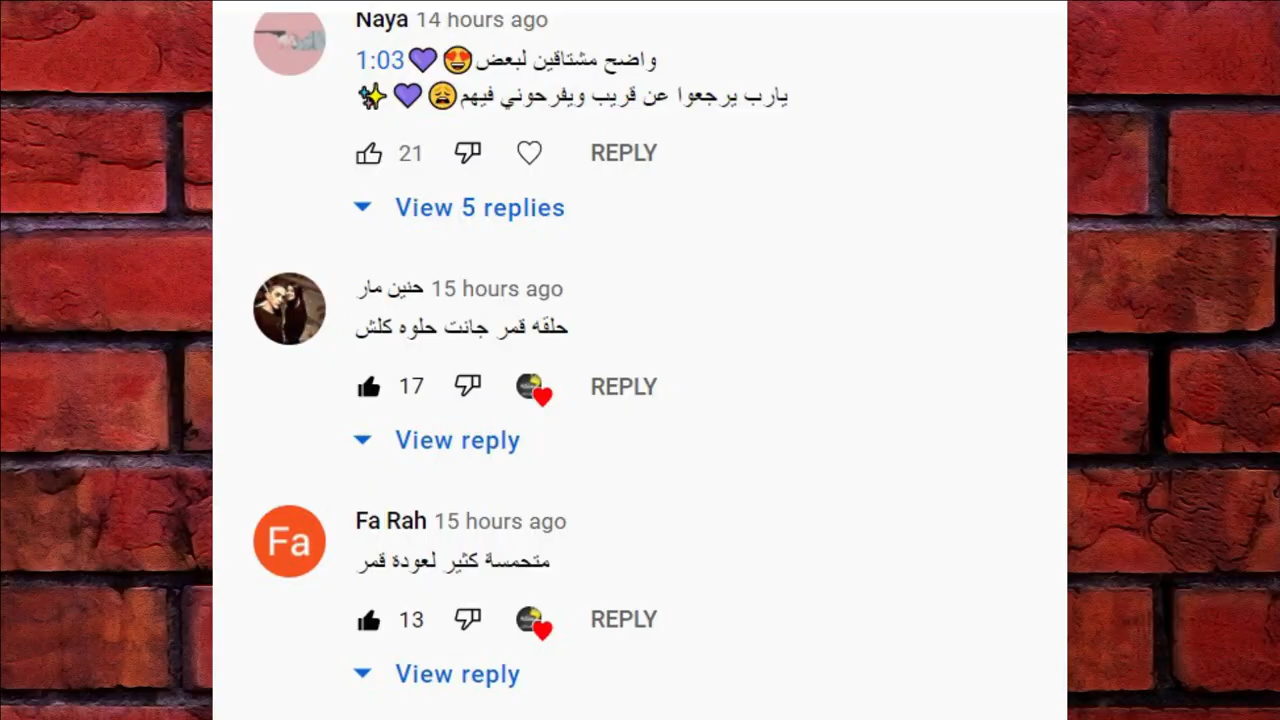 Naya 14 hours ago
1:03💜😍واضح مشتاقين لبعض
يارب يرجعوا عن قريب ويفرحوني فيهم😩💜✨
21 REPLY
View 5 replies
حنين مار 15 hours ago
حلقّه قمر جانت حلوه كلش
17 REPLY
View reply
Fa
Fa Rah 15 hours ago
متحمسة كثير لعودة قمر
13 REPLY
View reply